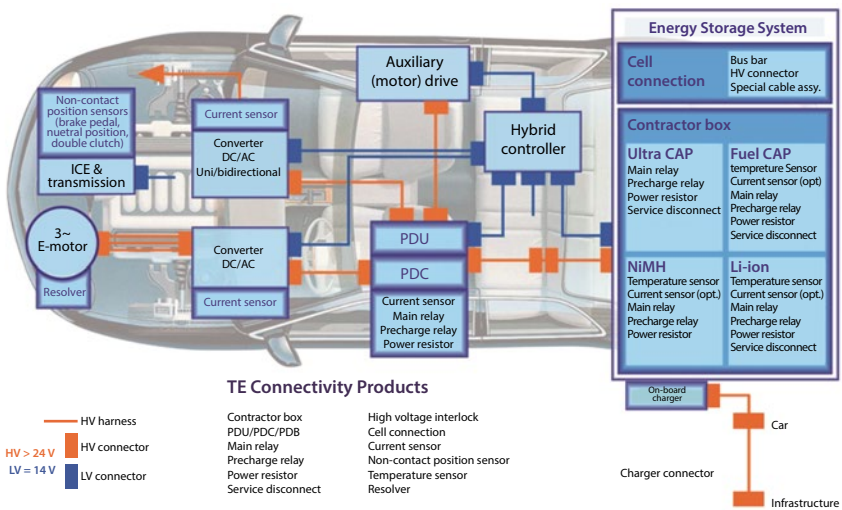 Energy Storage System
Cell
connection
Bus bar
HV connector
Special cable assy.
Contractor box
Ultra CAP
Main relay
Precharge relay
Power resistor
Service disconnect
Fuel CAP
tempreture Sensor
Current sensor (opt)
Main relay
Precharge relay
Power resistor
Service disconnect
NiMH
Temperature sensor
Current sensor (opt.)
Main relay
Precharge relay
Power resistor
Li-ion
Temperature sensor
Current sensor (opt.)
Main relay
Precharge relay
Power resistor
Service disconnect
Auxiliary
(motor) drive
Non-contact
position sensors
(brake pedal,
nuetral position,
double clutch)
ICE &
transmission
Current sensor
Converter
DC/AC
Uni/bidirectional
Hybrid
controller
3~
E-motor
Resolver
Converter
DC/AC
Current sensor
PDU
PDC
Current sensor
Main relay
Precharge relay
Power resistor
On-board
charger
Car
Charger connector
Infrastructure
HV harness
HV > 24 V
HV connector
LV = 14 V
LV connector
TE Connectivity Products
Contractor box
PDU/PDC/PDB
Main relay
Precharge relay
Power resistor
Service disconnect
High voltage interlock
Cell connection
Current sensor
Non-contact position sensor
Temperature sensor
Resolver